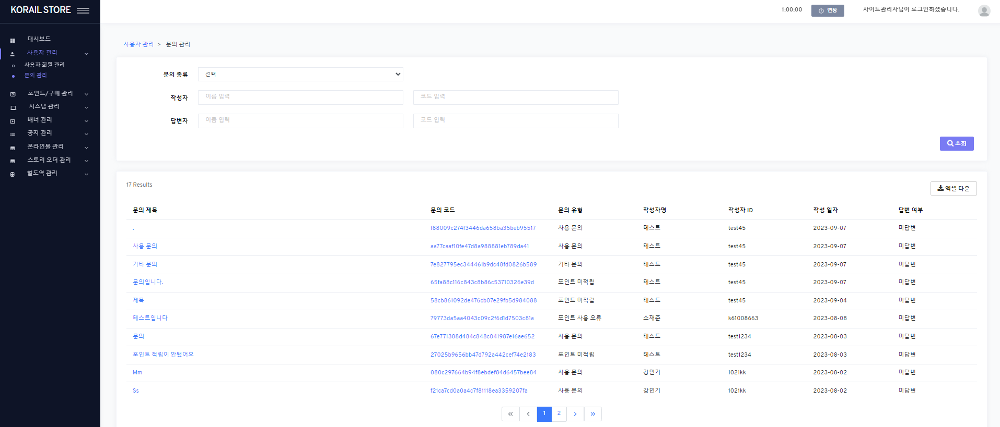 KORAIL STORE
1:00:00
연장
사이트관리자님이 로그인하셨습니다.
대시보드
사용자 관리
사용자 회원 관리
문의 관리
포인트/구매 관리
시스템 관리
배너 관리
공지 관리
온라인몰 관리
스토리 오더 관리
철도역 관리
사용자 관리 > 문의 관리
문의 종류 선택
작성자 이름 입력 코드 입력
답변자 이름 입력 코드 입력
조회
17 Results
엑셀 다운
문의 제목 문의 코드 문의 유형 작성자명 작성자 ID 작성 일자 답변 여부
. f88009c274f3446da658ba35beb95517 사용 문의 테스트 test45 2023-09-07 미답변
사용 문의 aa77caaf10fe47d8a988881eb789da41 사용 문의 테스트 test45 2023-09-07 미답변
기타 문의 7e827795ec344461b9dc48fd0826b589 기타 문의 테스트 test45 2023-09-07 미답변
문의입니다. 65fa88c116c843c8b86c53710326e39d 포인트 미적립 테스트 test45 2023-09-07 미답변
제목 58cb861092de476cb07e29fb5d984088 포인트 미적립 테스트 test45 2023-09-04 미답변
테스트입니다 79773da5aa4043c09c2f6d1d7503c81a 포인트 사용 오류 소재준 k61008663 2023-08-08 미답변
문의 67e771388d484c848c041987e16ae652 사용 문의 테스트 test1234 2023-08-03 미답변
포인트 적립이 안됐어요 27025b9656bb47d792a442cef74e2183 포인트 미적립 테스트 test1234 2023-08-03 미답변
Mm 080c297664b94f8ebdef84d6457bee84 사용 문의 강민기 1021kk 2023-08-02 미답변
Ss f21ca7cd0a0a4c7f81118ea3359207fa 사용 문의 강민기 1021kk 2023-08-02 미답변
« ‹ 1 2 › »